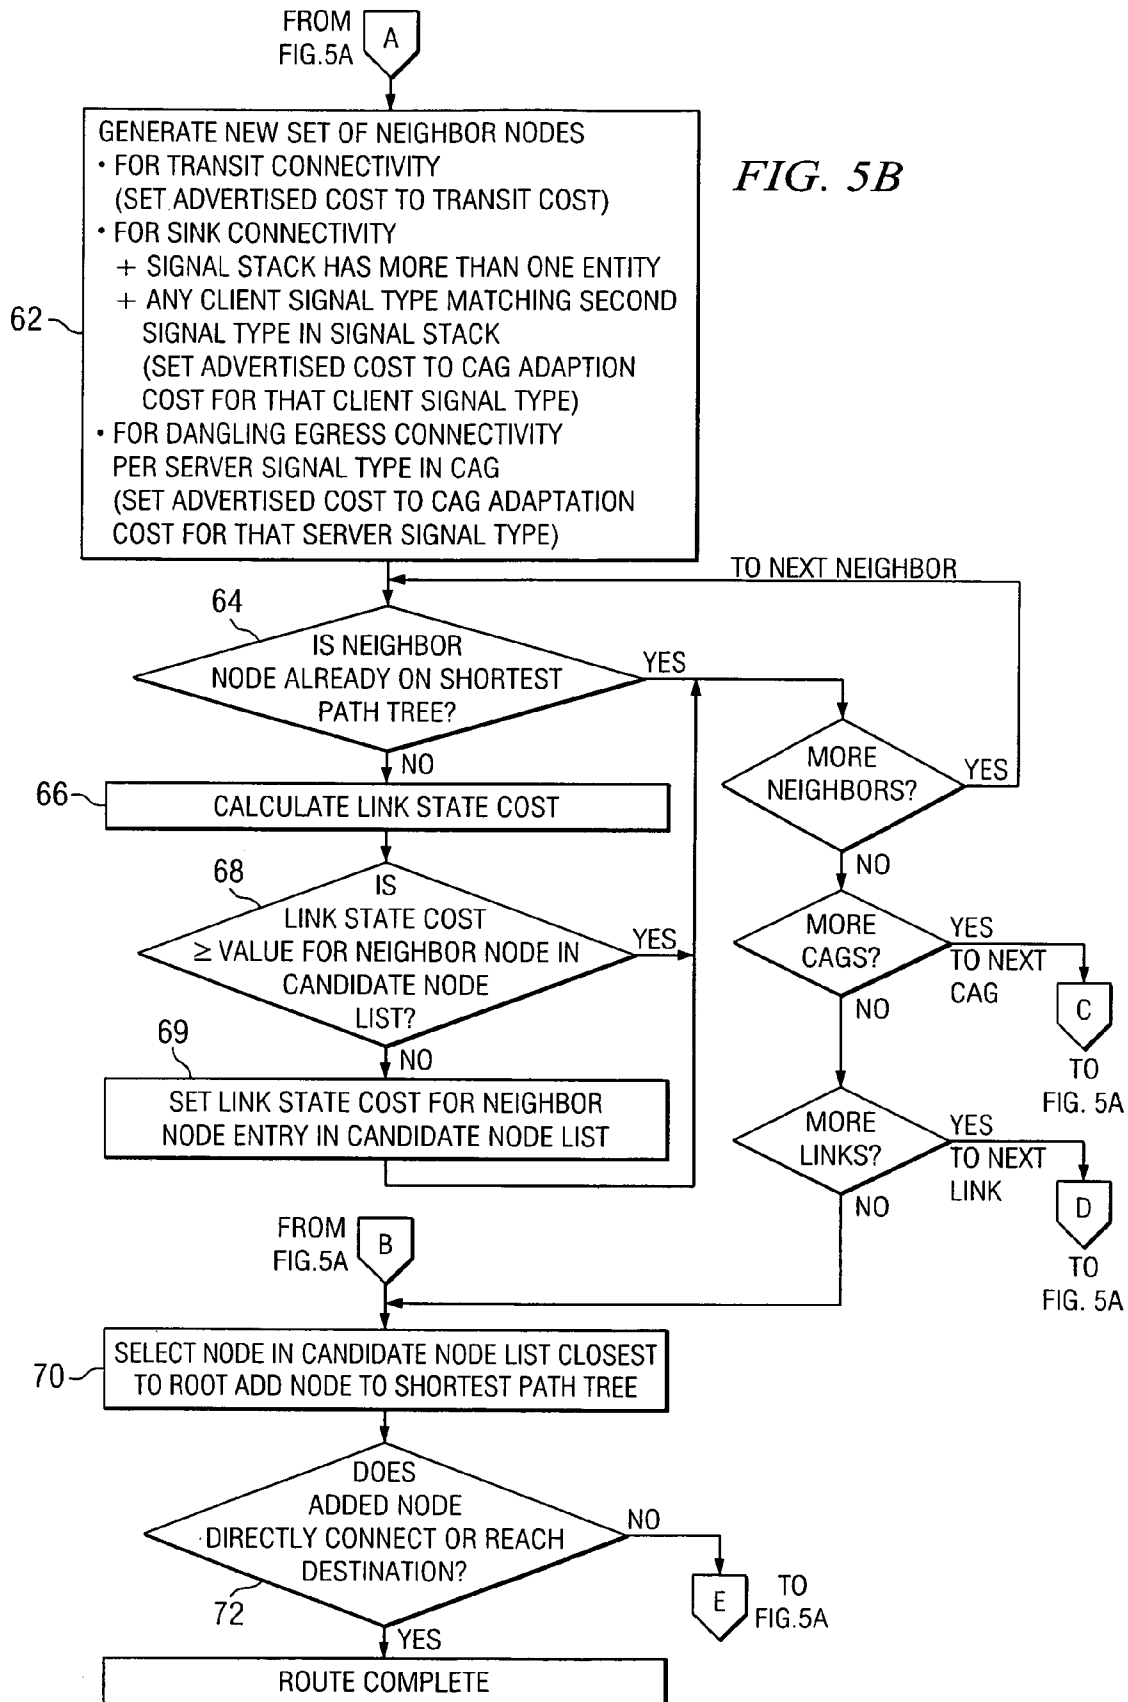 FROM
FIG.5A
A
GENERATE NEW SET OF NEIGHBOR NODES
• FOR TRANSIT CONNECTIVITY
(SET ADVERTISED COST TO TRANSIT COST)
• FOR SINK CONNECTIVITY
+ SIGNAL STACK HAS MORE THAN ONE ENTITY
+ ANY CLIENT SIGNAL TYPE MATCHING SECOND
SIGNAL TYPE IN SIGNAL STACK
(SET ADVERTISED COST TO CAG ADAPTION
COST FOR THAT CLIENT SIGNAL TYPE)
• FOR DANGLING EGRESS CONNECTIVITY
PER SERVER SIGNAL TYPE IN CAG
(SET ADVERTISED COST TO CAG ADAPTATION
COST FOR THAT SERVER SIGNAL TYPE)
62
FIG. 5B
TO NEXT NEIGHBOR
64
IS NEIGHBOR
NODE ALREADY ON SHORTEST
PATH TREE?
YES
NO
66
CALCULATE LINK STATE COST
68
IS
LINK STATE COST
≥ VALUE FOR NEIGHBOR NODE IN
CANDIDATE NODE
LIST?
YES
NO
69
SET LINK STATE COST FOR NEIGHBOR
NODE ENTRY IN CANDIDATE NODE LIST
MORE
NEIGHBORS?
YES
NO
MORE
CAGS?
YES
TO NEXT
CAG
C
TO
FIG. 5A
NO
MORE
LINKS?
YES
TO NEXT
LINK
D
TO
FIG. 5A
NO
FROM
FIG.5A
B
70
SELECT NODE IN CANDIDATE NODE LIST CLOSEST
TO ROOT ADD NODE TO SHORTEST PATH TREE
DOES
ADDED NODE
DIRECTLY CONNECT OR REACH
DESTINATION?
72
NO
E
TO
FIG.5A
YES
ROUTE COMPLETE